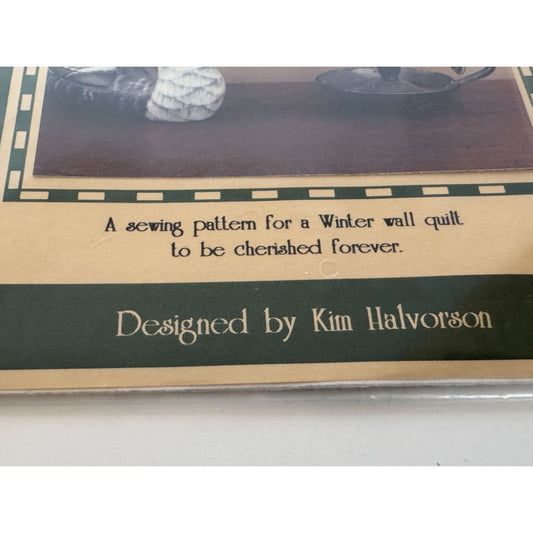 A sewing pattern for a Winter wall quilt
to be cherished forever.
Designed by Kim Halvorson